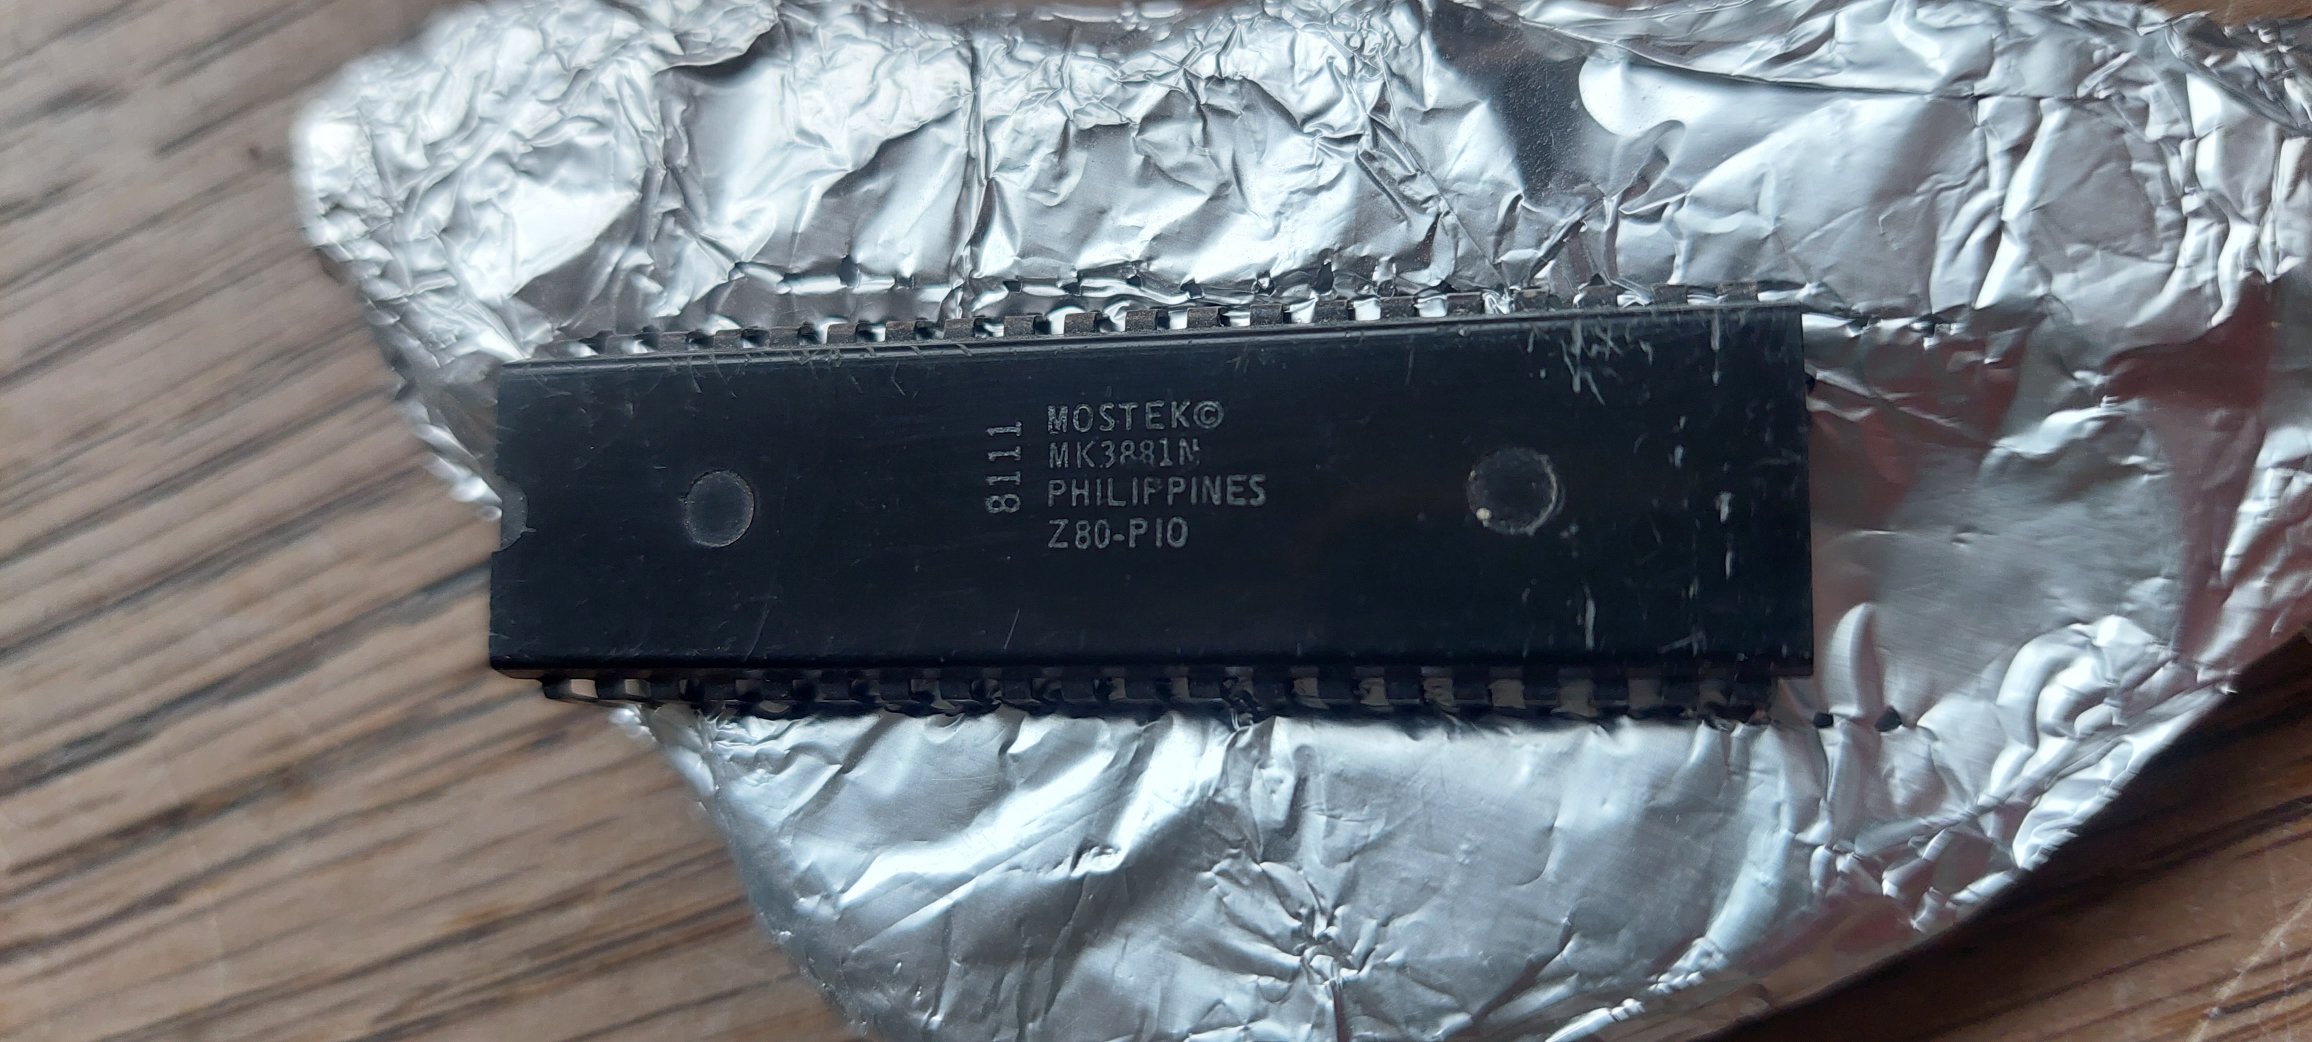 8111
MOSTEK©
MK3881N
PHILIPPINES
Z80-PIO